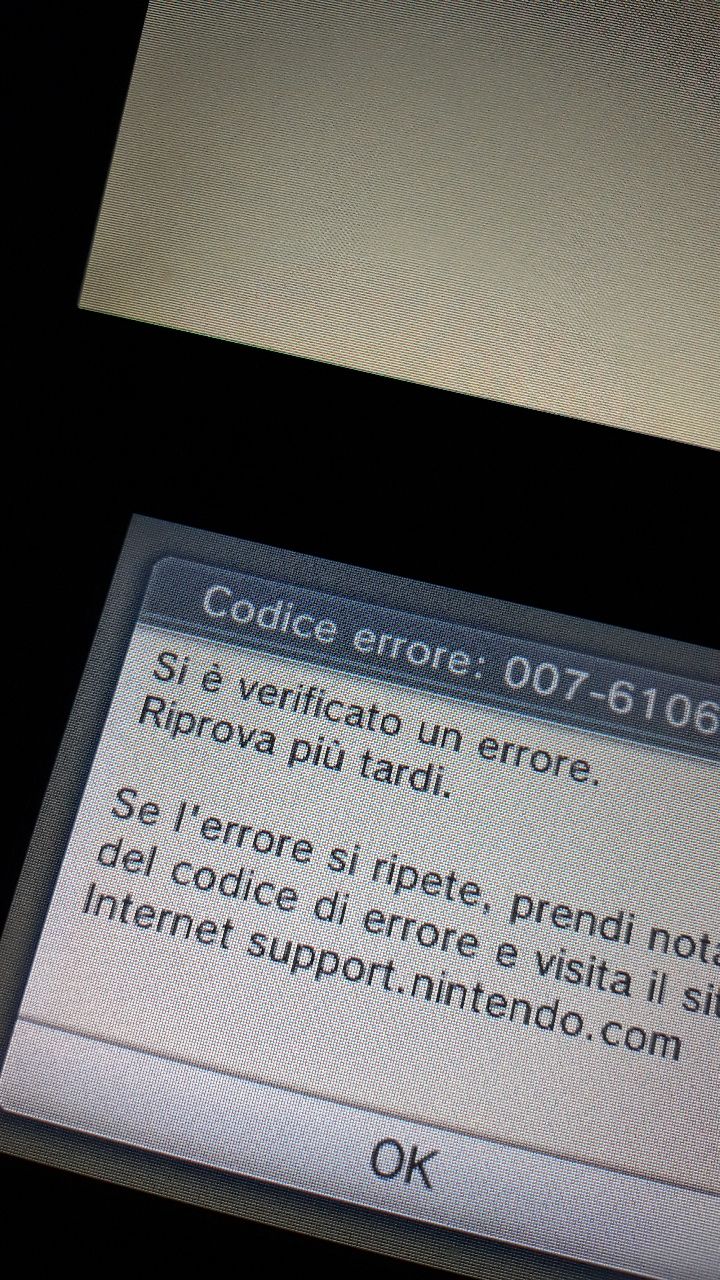 Codice errore: 007-6106
Si è verificato un errore.
Riprova più tardi.
Se l'errore si ripete, prendi nota
del codice di errore e visita il
Internet support.nintendo.com
OK